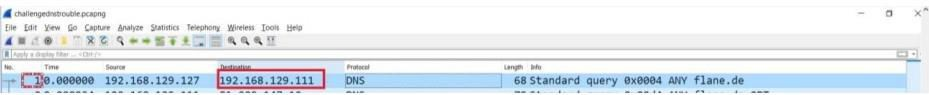 challengednstrouble.pcapng
File Edit View Go Capture Analyze Statistics Telephony Wireless Tools Help
Apply a display filter ... <Ctrl-/>
No. Time Source Destination Protocol Length Info
1 0.000000 192.168.129.127 192.168.129.111 DNS 68 Standard query 0x0004 ANY flane.de